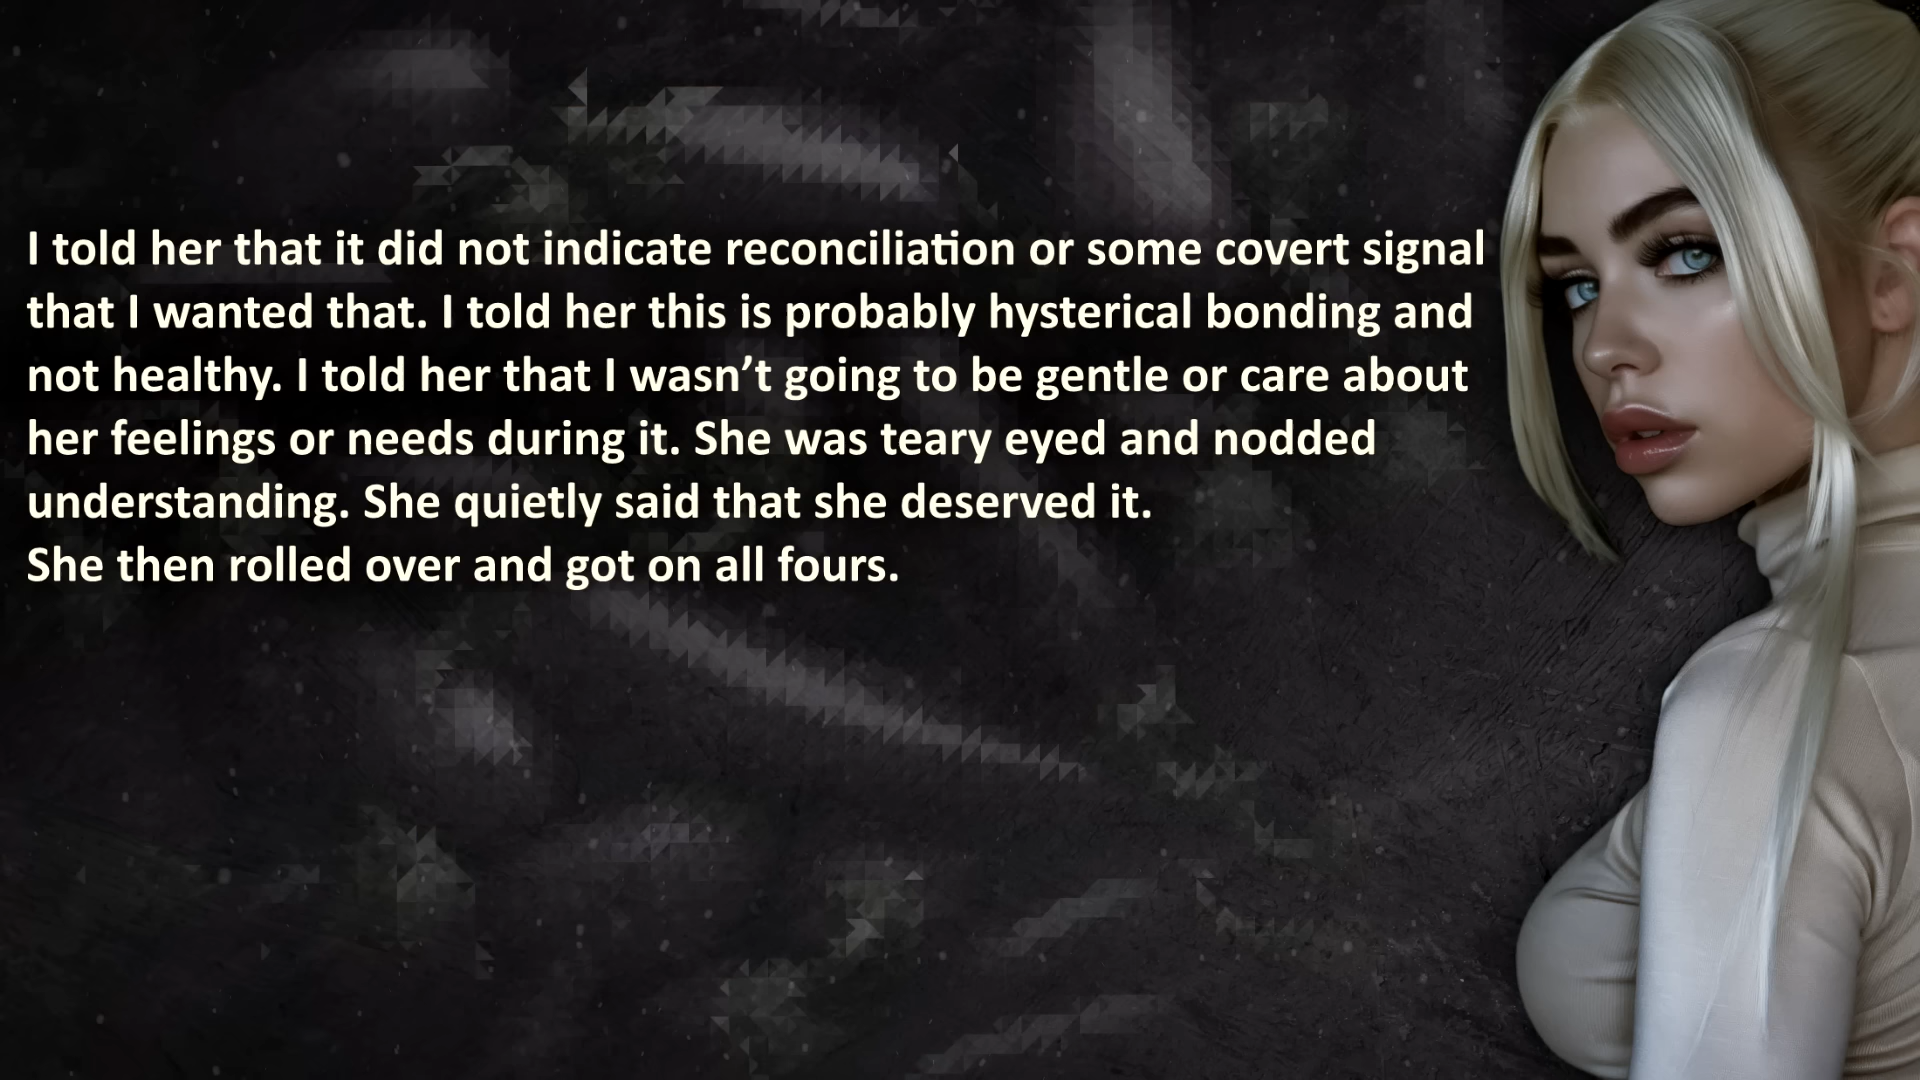 I told her that it did not indicate reconciliation or some covert signal
that I wanted that. I told her this is probably hysterical bonding and
not healthy. I told her that I wasn’t going to be gentle or care about
her feelings or needs during it. She was teary eyed and nodded
understanding. She quietly said that she deserved it.
She then rolled over and got on all fours.